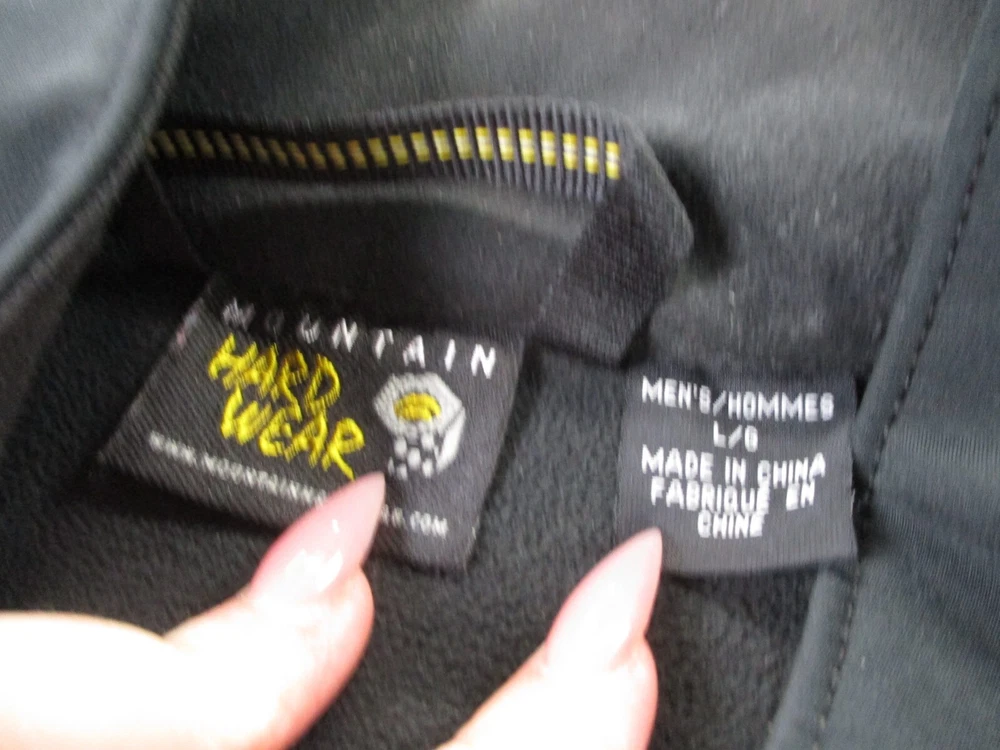 MOUNTAIN
HARD
WEAR
MEN'S/HOMMES
L/G
MADE IN CHINA
FABRIQUÉ EN
CHINE